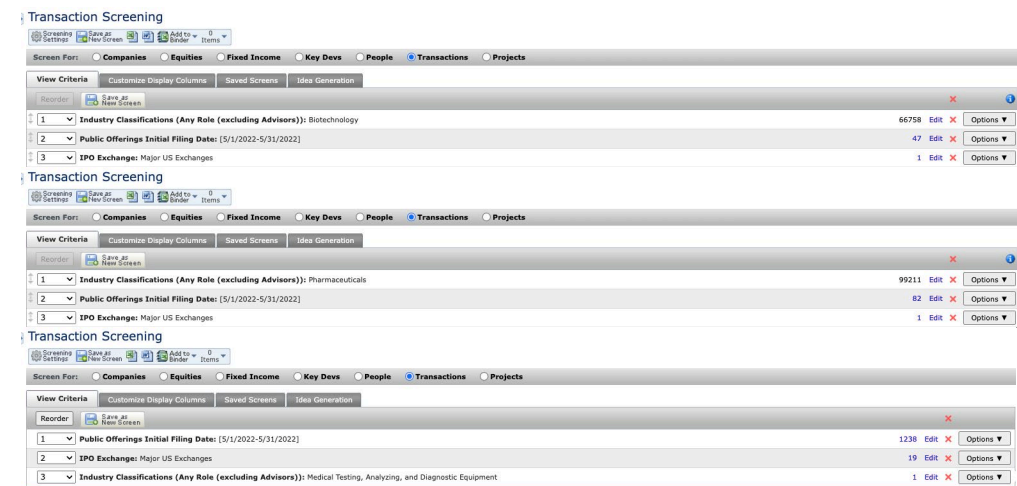 Transaction Screening
Screening Settings Save as New Screen Add to Binder 0 Items
Screen For: Companies Equities Fixed Income Key Devs People Transactions Projects
View Criteria Customize Display Columns Saved Screens Idea Generation
Reorder Save as New Screen
1 Industry Classifications (Any Role (excluding Advisors)): Biotechnology 66758 Edit Options ▼
2 Public Offerings Initial Filing Date: [5/1/2022-5/31/2022] 47 Edit Options ▼
3 IPO Exchange: Major US Exchanges 1 Edit Options ▼
Transaction Screening
Screening Settings Save as New Screen Add to Binder 0 Items
Screen For: Companies Equities Fixed Income Key Devs People Transactions Projects
View Criteria Customize Display Columns Saved Screens Idea Generation
Reorder Save as New Screen
1 Industry Classifications (Any Role (excluding Advisors)): Pharmaceuticals 99211 Edit Options ▼
2 Public Offerings Initial Filing Date: [5/1/2022-5/31/2022] 82 Edit Options ▼
3 IPO Exchange: Major US Exchanges 1 Edit Options ▼
Transaction Screening
Screening Settings Save as New Screen Add to Binder 0 Items
Screen For: Companies Equities Fixed Income Key Devs People Transactions Projects
View Criteria Customize Display Columns Saved Screens Idea Generation
Reorder Save as New Screen
1 Public Offerings Initial Filing Date: [5/1/2022-5/31/2022] 1238 Edit Options ▼
2 IPO Exchange: Major US Exchanges 19 Edit Options ▼
3 Industry Classifications (Any Role (excluding Advisors)): Medical Testing, Analyzing, and Diagnostic Equipment 1 Edit Options ▼